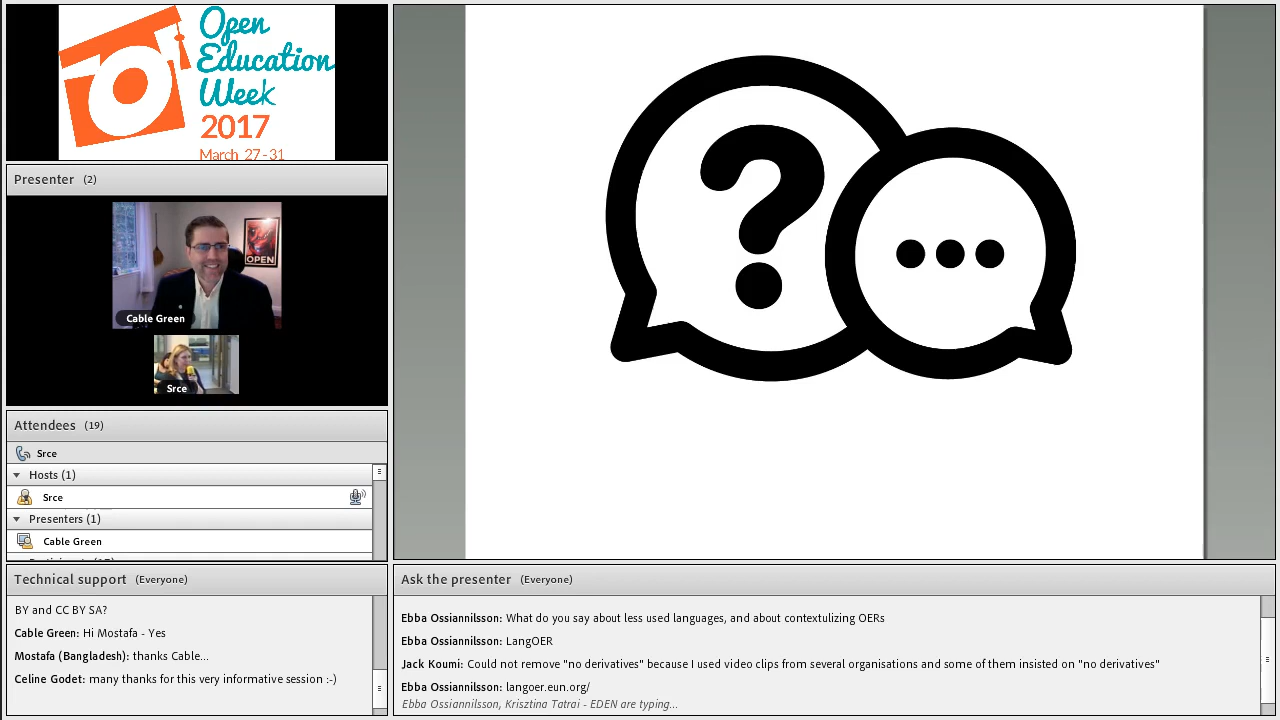 Open
Education
Week
2017
March 27-31
Presenter (2)
OPEN
Cable Green
Srce
Attendees (19)
Srce
Hosts (1)
Srce
Presenters (1)
Cable Green
Technical support (Everyone)
BY and CC BY SA?
Cable Green: Hi Mostafa - Yes
Mostafa (Bangladesh): thanks Cable...
Celine Godet: many thanks for this very informative session :-)
?
...
Ask the presenter (Everyone)
Ebba Ossiannilsson: What do you say about less used languages, and about contextulizing OERs
Ebba Ossiannilsson: LangOER
Jack Koumi: Could not remove "no derivatives" because I used video clips from several organisations and some of them insisted on "no derivatives"
Ebba Ossiannilsson: langoer.eun.org/
Ebba Ossiannilsson, Krisztina Tatrai - EDEN are typing...